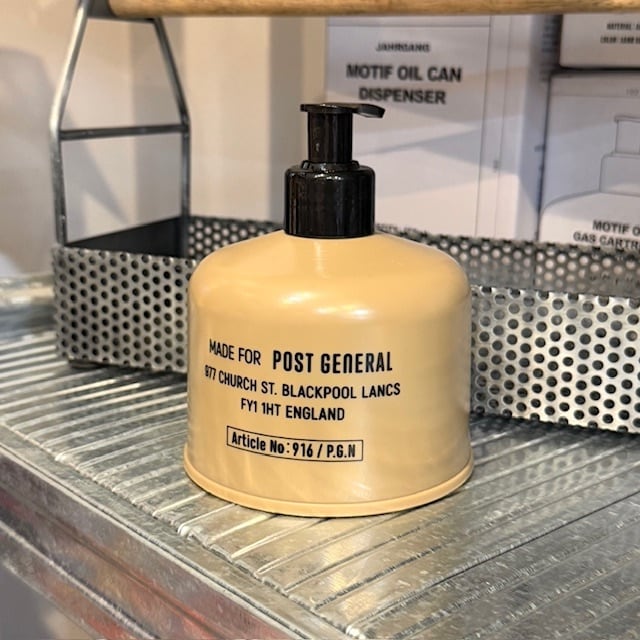 JAHRGANG
MOTIF OIL CAN
DISPENSER
MADE FOR POST GENERAL
977 CHURCH ST. BLACKPOOL LANCS
FY1 1HT ENGLAND
Article No:916 / P.G.N
MOTIF O
GAS CARTR